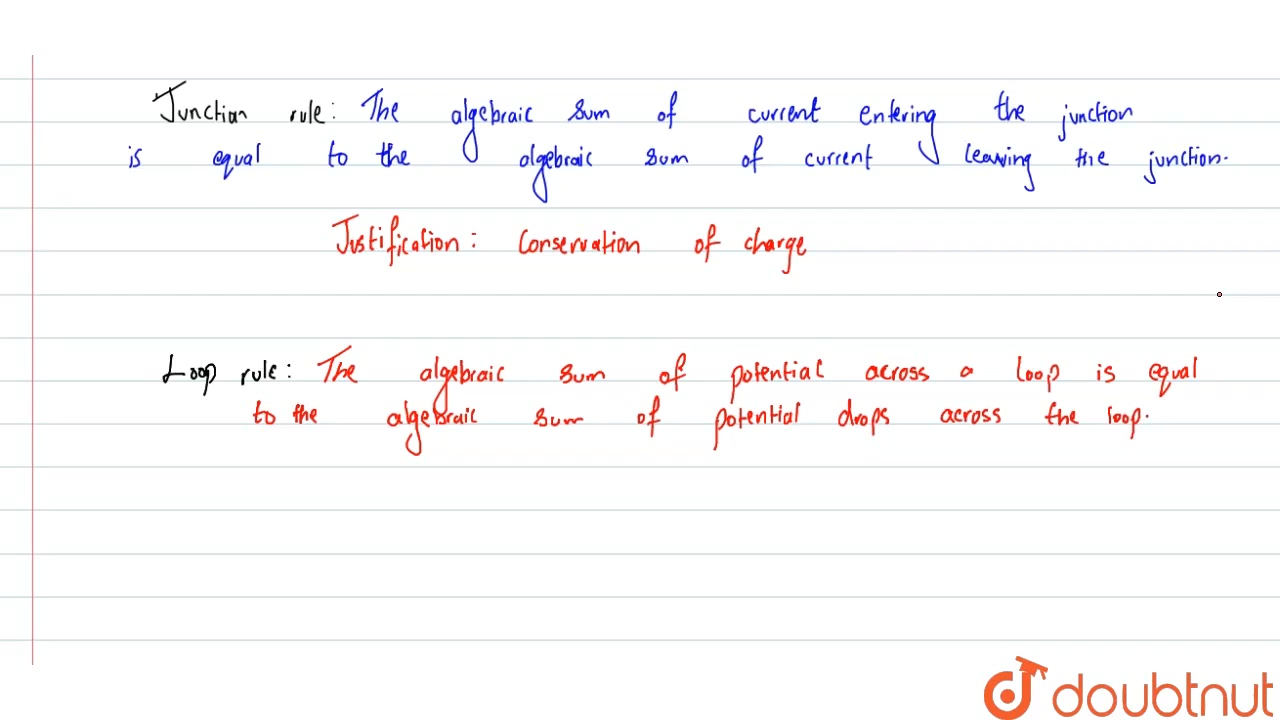 Junction rule: The algebraic sum of current entering the junction
is equal to the algebraic sum of current leaving the junction.
Justification: Conservation of charge
Loop rule: The algebraic sum of potential across a loop is equal
to the algebraic sum of potential drops across the loop.
doubtnut